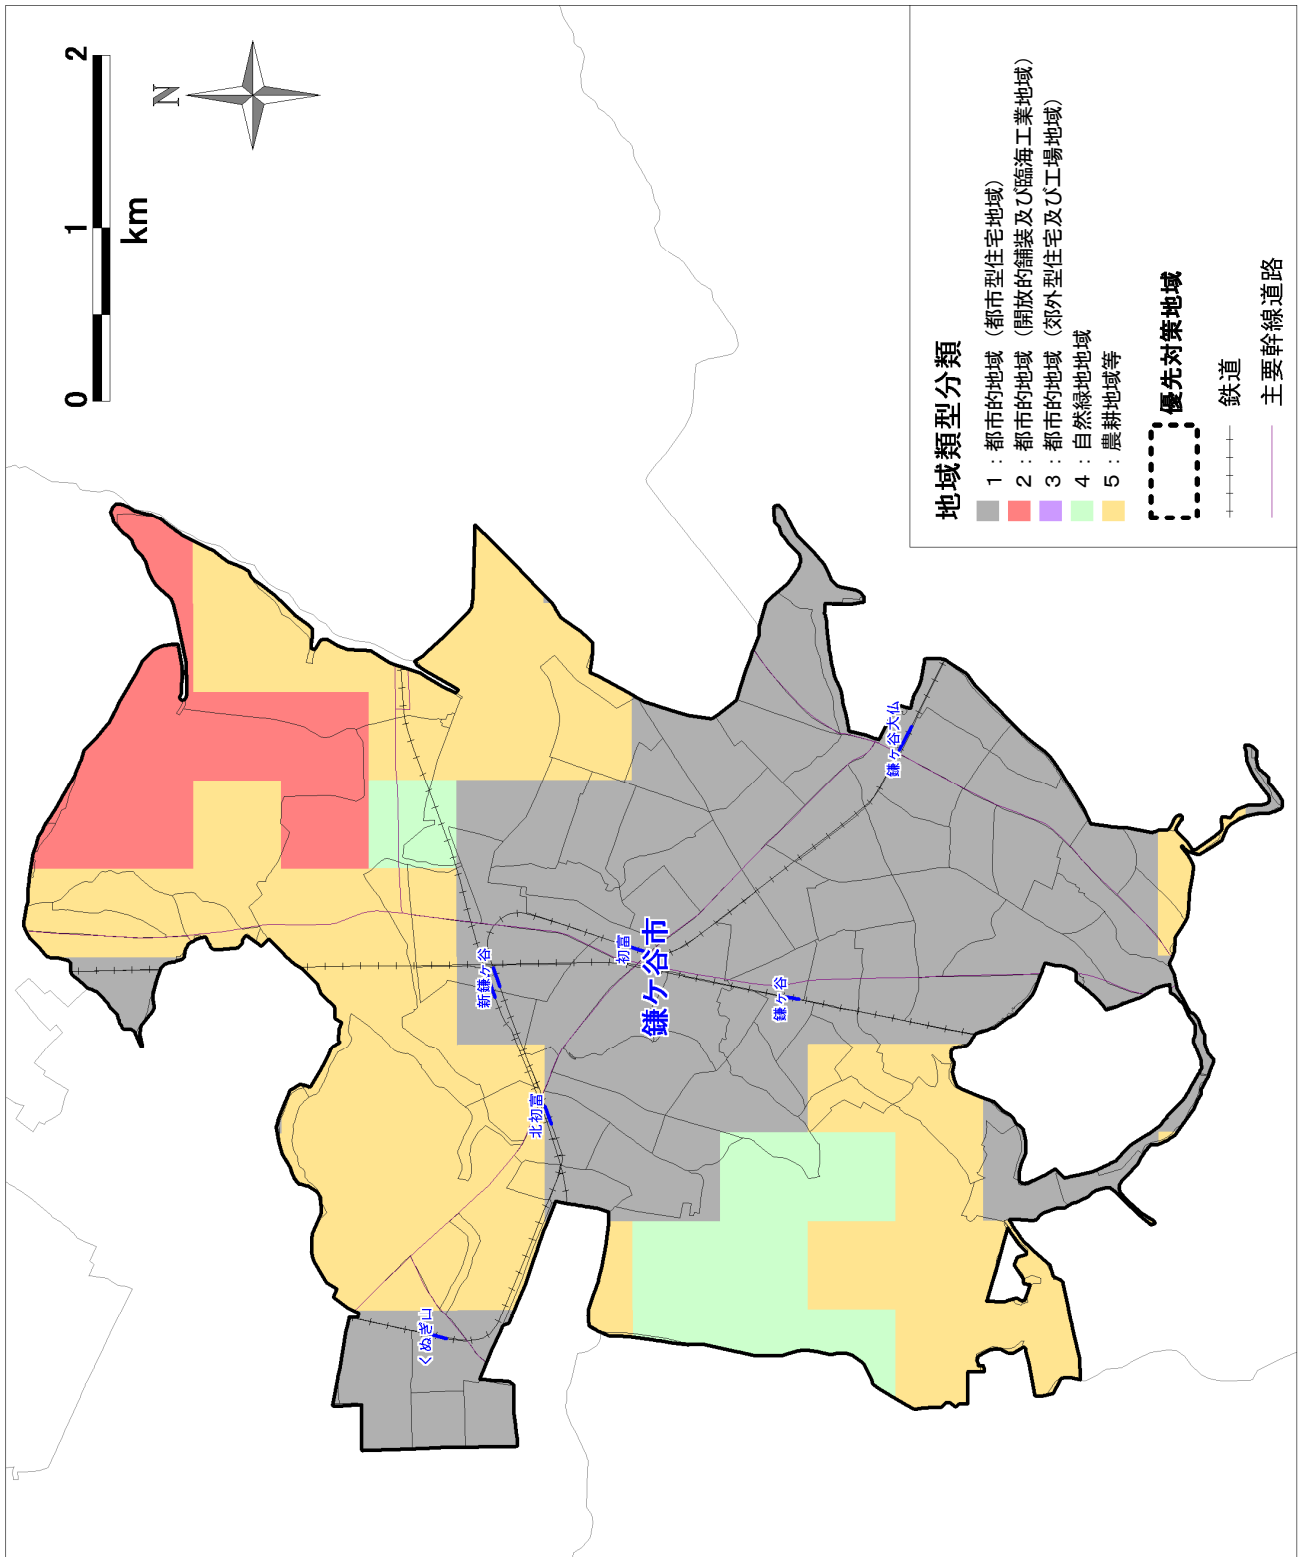 N
0 1 2
km
くぬぎ山
北初富
新鎌ヶ谷
初富
鎌ヶ谷市
鎌ヶ谷
鎌ヶ谷大仏
地域類型分類
1：都市的地域（都市型住宅地域）
2：都市的地域（開放的舗装及び臨海工業地域）
3：都市的地域（郊外型住宅及び工場地域）
4：自然緑地地域
5：農耕地域等
優先対策地域
鉄道
主要幹線道路